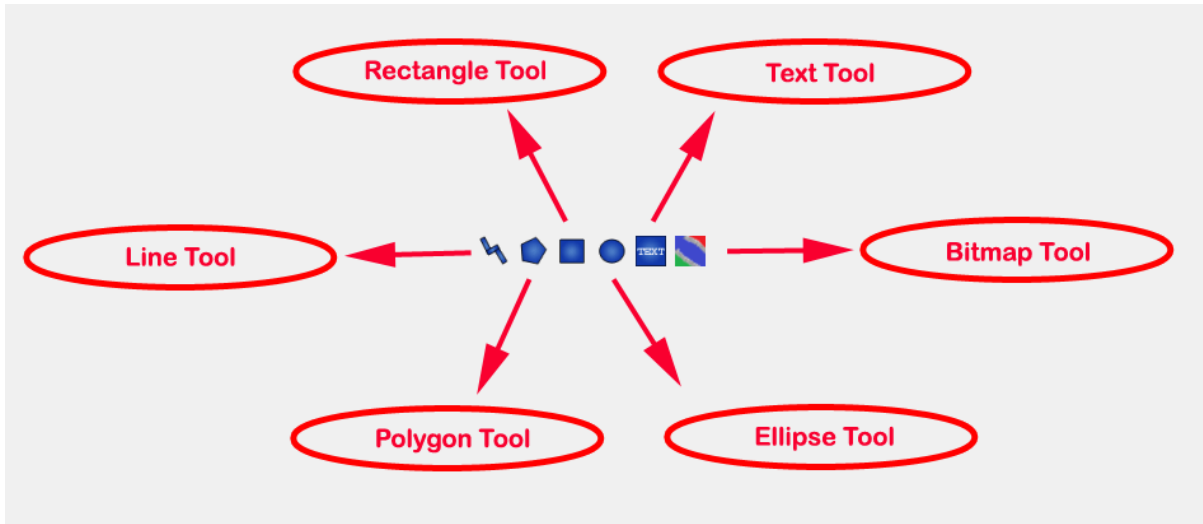 Rectangle Tool
Text Tool
Line Tool
TEXT
Bitmap Tool
Polygon Tool
Ellipse Tool